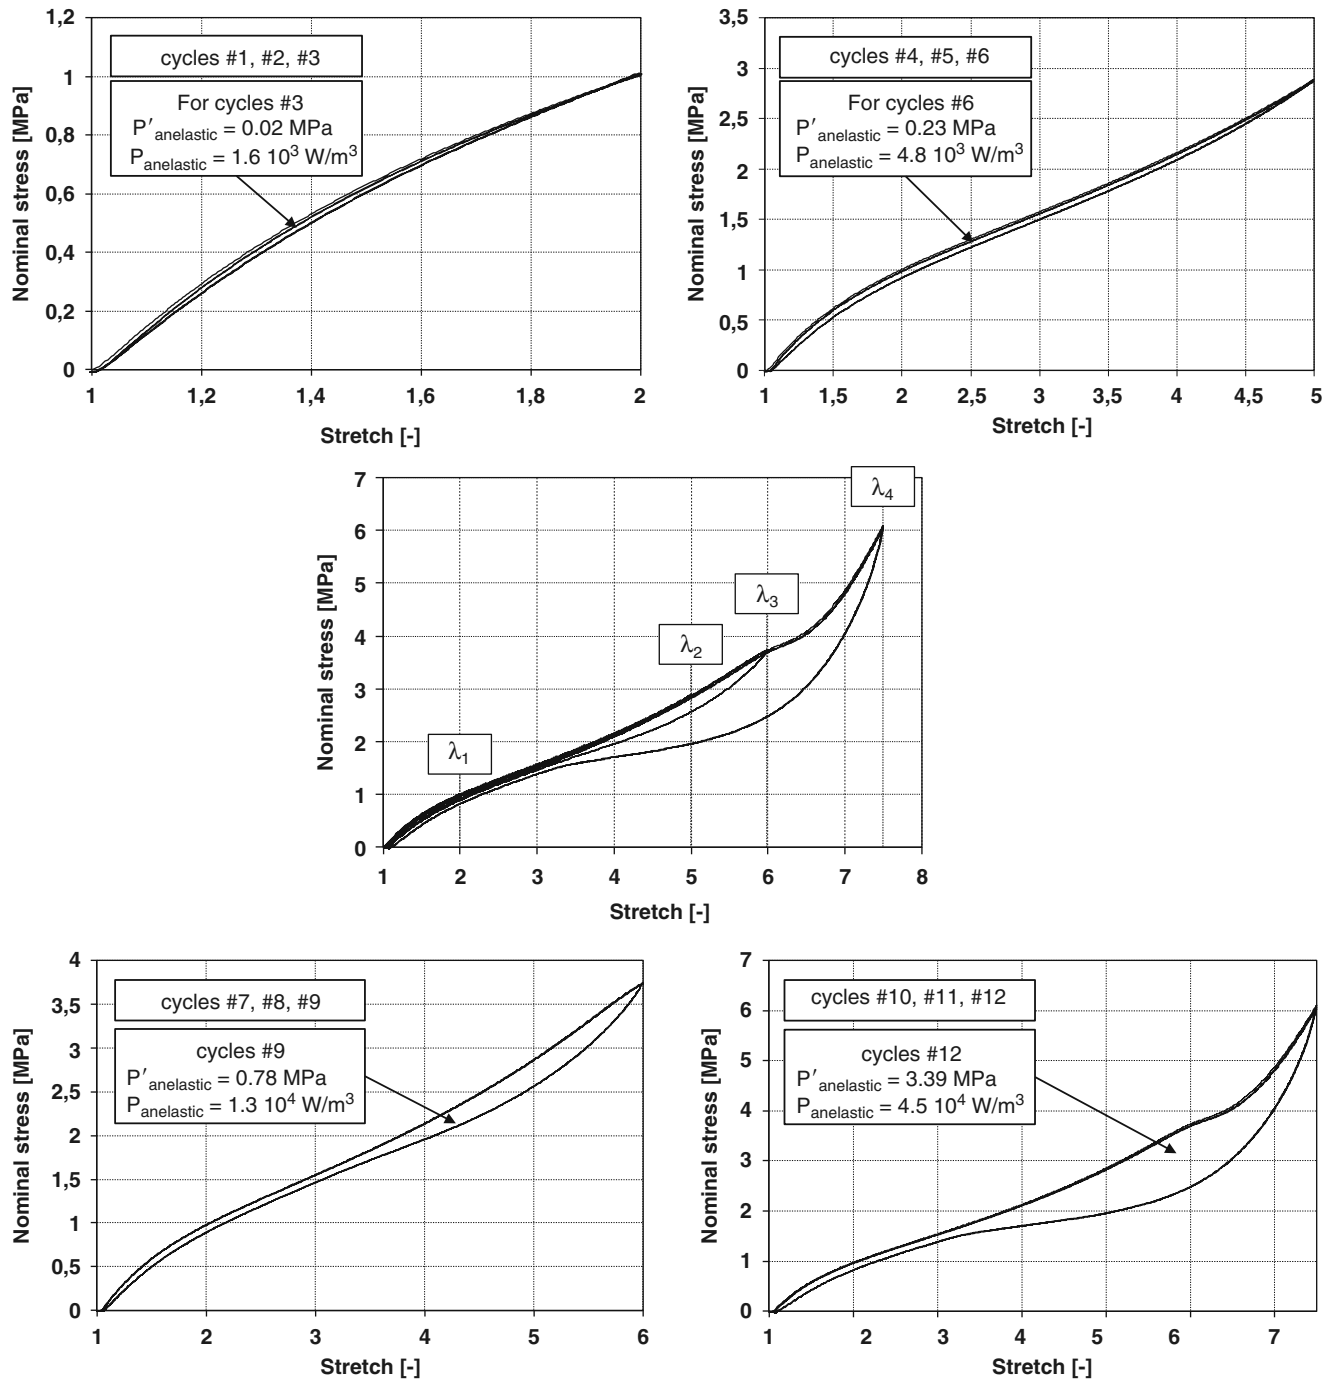 cycles #1, #2, #3
For cycles #3
P′anelastic = 0.02 MPa
Panelastic = 1.6 10³ W/m³
Nominal stress [MPa]
1,2
1
0,8
0,6
0,4
0,2
0
1 1,2 1,4 1,6 1,8 2
Stretch [-]
cycles #4, #5, #6
For cycles #6
P′anelastic = 0.23 MPa
Panelastic = 4.8 10³ W/m³
Nominal stress [MPa]
3,5
3
2,5
2
1,5
1
0,5
0
1 1,5 2 2,5 3 3,5 4 4,5 5
Stretch [-]
λ1
λ2
λ3
λ4
Nominal stress [MPa]
7
6
5
4
3
2
1
0
1 2 3 4 5 6 7 8
Stretch [-]
cycles #7, #8, #9
cycles #9
P′anelastic = 0.78 MPa
Panelastic = 1.3 10⁴ W/m³
Nominal stress [MPa]
4
3,5
3
2,5
2
1,5
1
0,5
0
1 2 3 4 5 6
Stretch [-]
cycles #10, #11, #12
cycles #12
P′anelastic = 3.39 MPa
Panelastic = 4.5 10⁴ W/m³
Nominal stress [MPa]
7
6
5
4
3
2
1
0
1 2 3 4 5 6 7
Stretch [-]